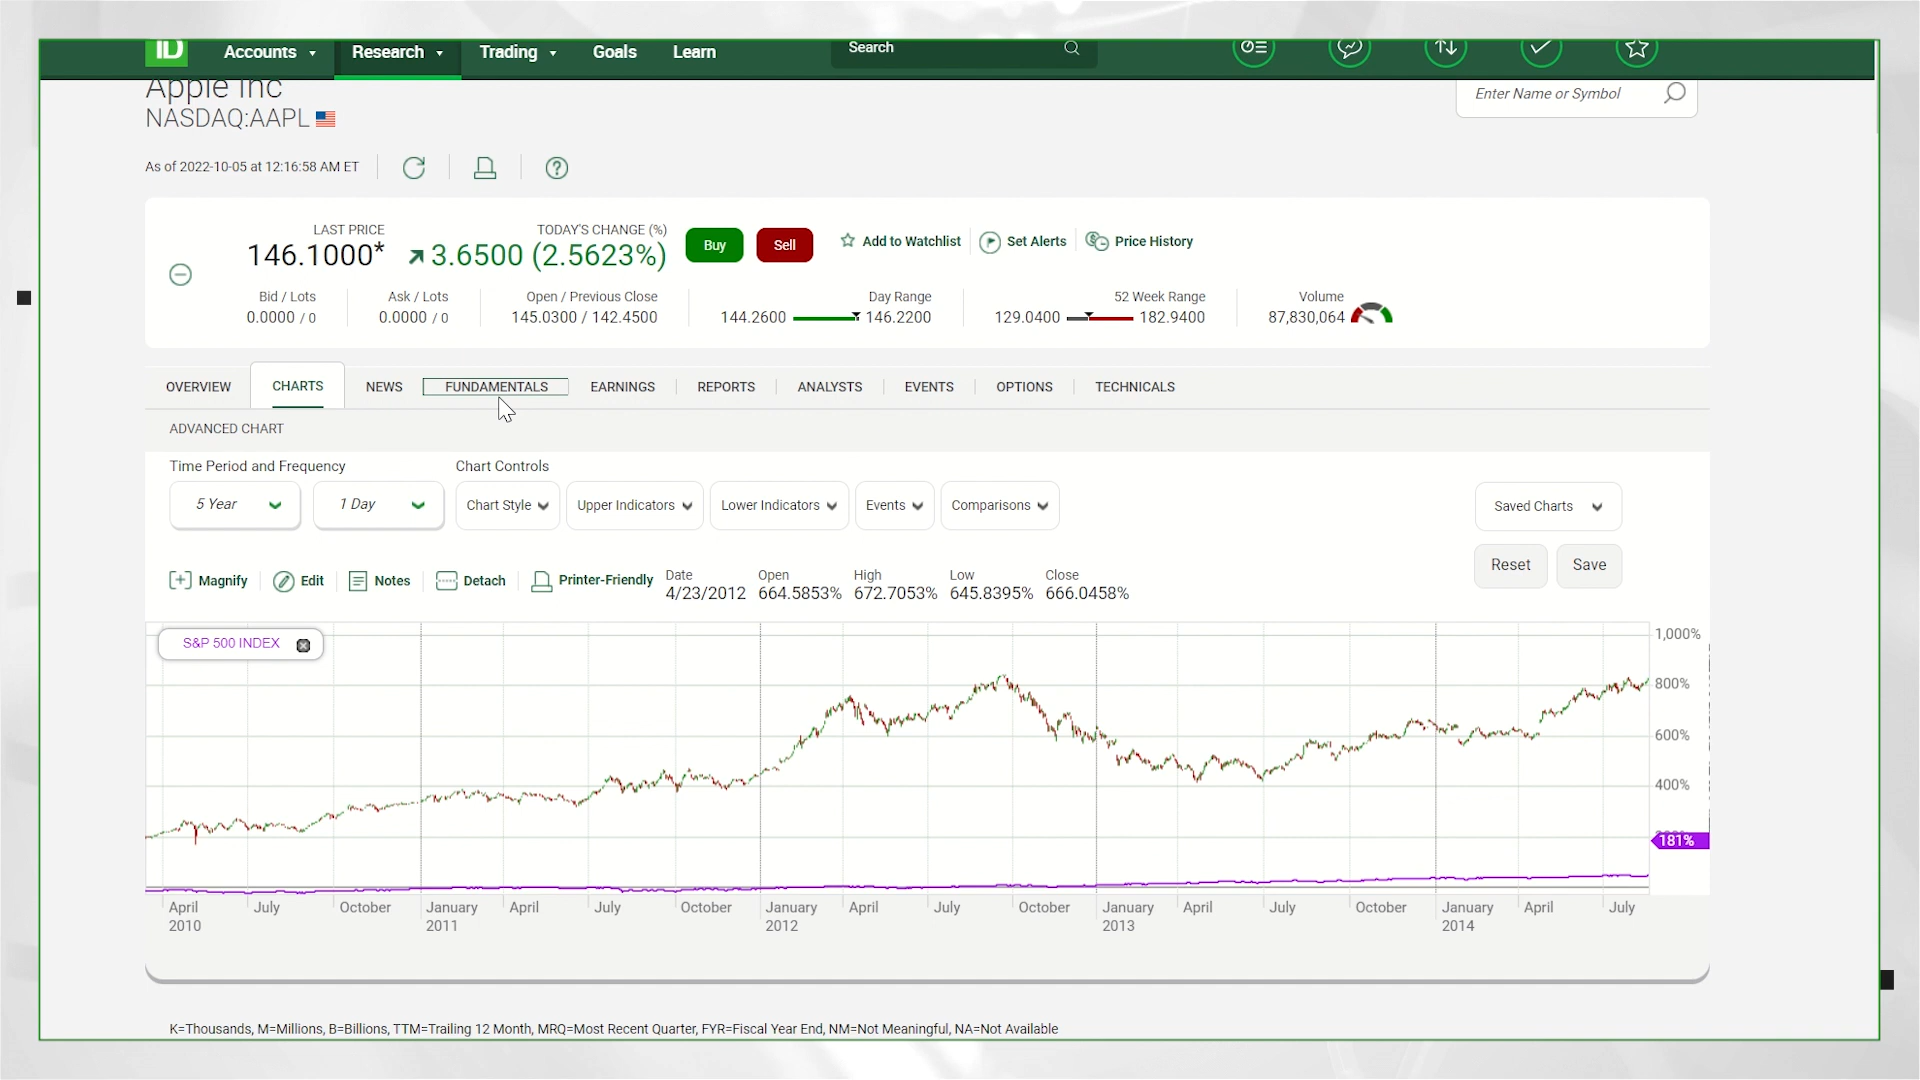 TD Accounts Research Trading Goals Learn Search
Apple Inc
NASDAQ:AAPL
Enter Name or Symbol
As of 2022-10-05 at 12:16:58 AM ET
LAST PRICE
146.1000*
TODAY'S CHANGE (%)
3.6500 (2.5623%)
Buy
Sell
Add to Watchlist
Set Alerts
Price History
Bid / Lots
0.0000 / 0
Ask / Lots
0.0000 / 0
Open / Previous Close
145.0300 / 142.4500
Day Range
144.2600 146.2200
52 Week Range
129.0400 182.9400
Volume
87,830,064
OVERVIEW CHARTS NEWS FUNDAMENTALS EARNINGS REPORTS ANALYSTS EVENTS OPTIONS TECHNICALS
ADVANCED CHART
Time Period and Frequency
Chart Controls
5 Year
1 Day
Chart Style
Upper Indicators
Lower Indicators
Events
Comparisons
Saved Charts
Reset
Save
Magnify
Edit
Notes
Detach
Printer-Friendly
Date
4/23/2012
Open
664.5853%
High
672.7053%
Low
645.8395%
Close
666.0458%
S&P 500 INDEX
1,000%
800%
600%
400%
181%
April July October January April July October January April July October January April July October January April July
2010 2011 2012 2013 2014
K=Thousands, M=Millions, B=Billions, TTM=Trailing 12 Month, MRQ=Most Recent Quarter, FYR=Fiscal Year End, NM=Not Meaningful, NA=Not Available